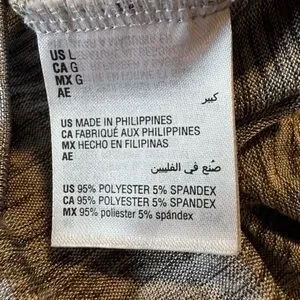 US L
CA G
MX G
AE
كبير
US MADE IN PHILIPPINES
CA FABRIQUÉ AUX PHILIPPINES
MX HECHO EN FILIPINAS
AE
صُنع في الفلبين
US 95% POLYESTER 5% SPANDEX
CA 95% POLYESTER 5% SPANDEX
MX 95% poliester 5% spándex